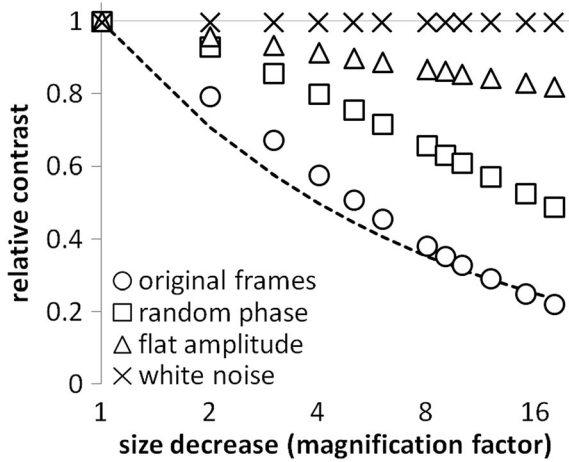 1
0.8
0.6
0.4
0.2
0
relative contrast
original frames
random phase
flat amplitude
white noise
1
2
4
8
16
size decrease (magnification factor)